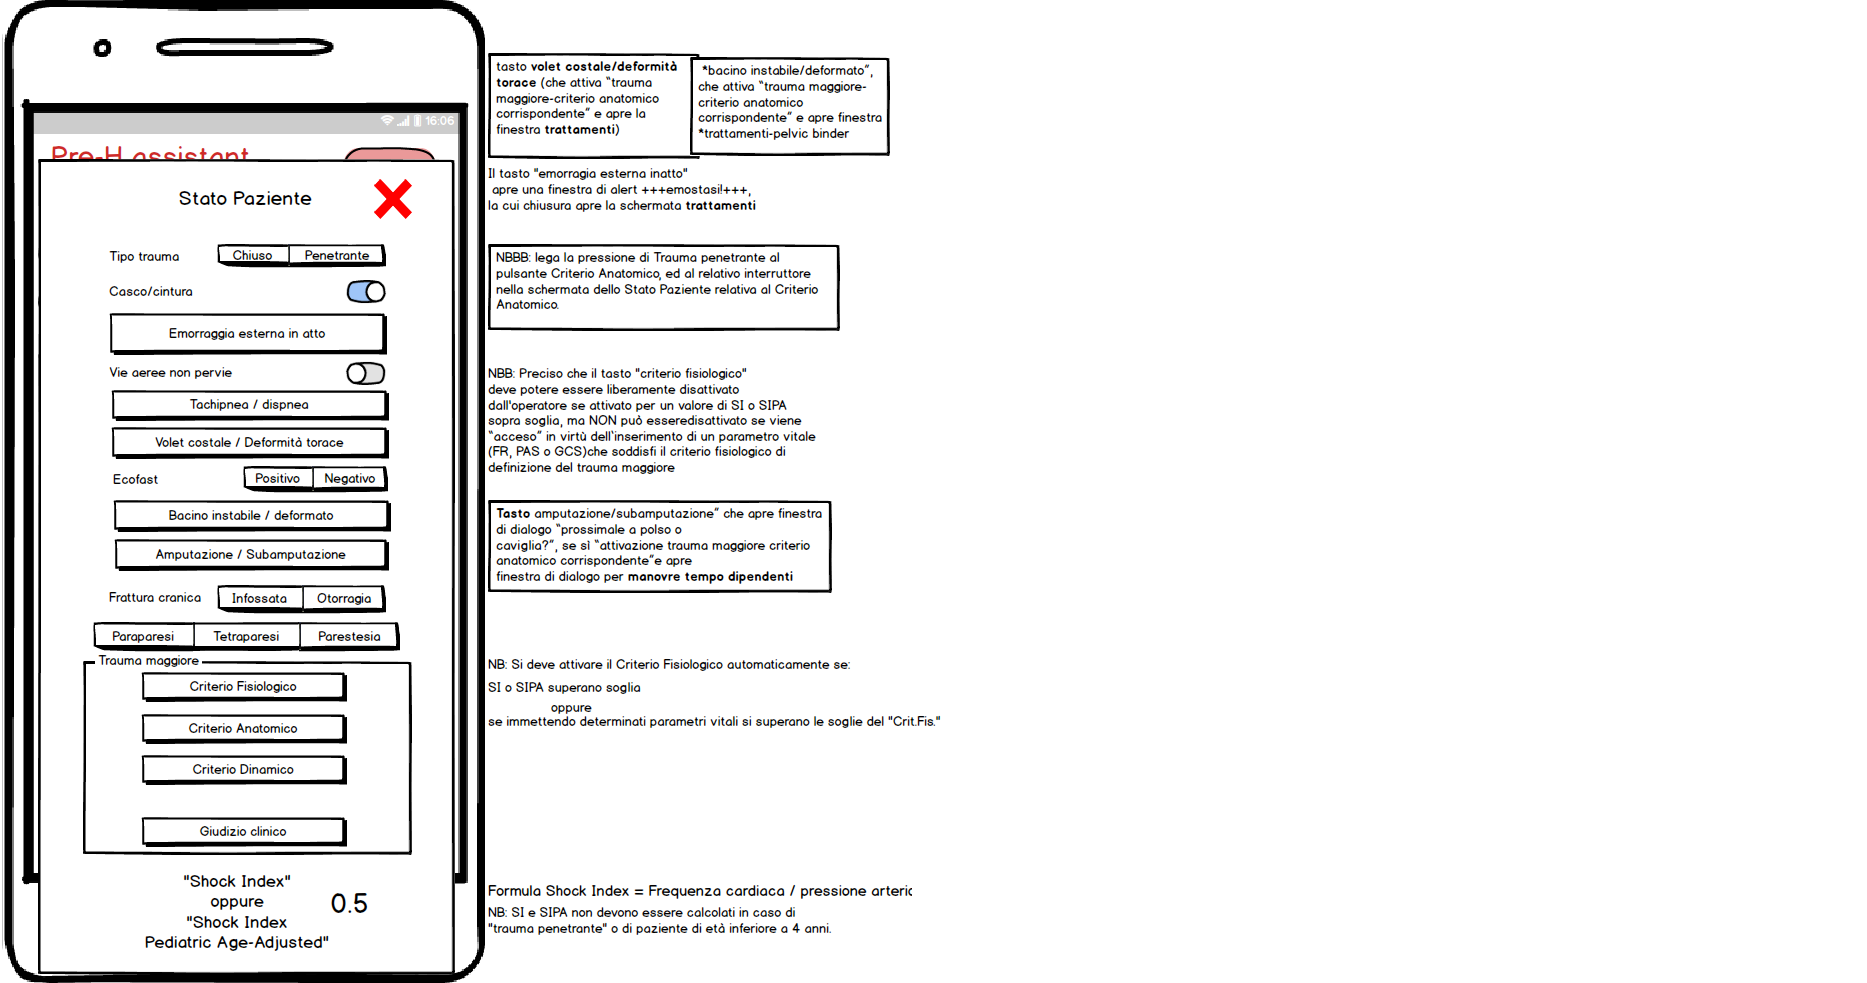 16:06
Pre-H assistant
Stato Paziente
Tipo trauma
Chiuso
Penetrante
Casco/cintura
Emorraggia esterna in atto
Vie aeree non pervie
Tachipnea / dispnea
Volet costale / Deformità torace
Ecofast
Positivo
Negativo
Bacino instabile / deformato
Amputazione / Subamputazione
Frattura cranica
Infossata
Otorragia
Paraparesi
Tetraparesi
Parestesia
Trauma maggiore
Criterio Fisiologico
Criterio Anatomico
Criterio Dinamico
Giudizio clinico
"Shock Index"
oppure
"Shock Index
Pediatric Age-Adjusted"
0.5
tasto volet costale/deformità
torace (che attiva “trauma
maggiore-criterio anatomico
corrispondente” e apre la
finestra trattamenti)
*bacino instabile/deformato”,
che attiva “trauma maggiore-
criterio anatomico
corrispondente” e apre finestra
*trattamenti-pelvic binder
Il tasto "emorragia esterna inatto"
apre una finestra di alert +++emostasi!+++,
la cui chiusura apre la schermata trattamenti
NBBB: lega la pressione di Trauma penetrante al
pulsante Criterio Anatomico, ed al relativo interruttore
nella schermata dello Stato Paziente relativa al Criterio
Anatomico.
NBB: Preciso che il tasto "criterio fisiologico"
deve potere essere liberamente disattivato
dall'operatore se attivato per un valore di SI o SIPA
sopra soglia, ma NON può esseredisattivato se viene
“acceso” in virtù dell'inserimento di un parametro vitale
(FR, PAS o GCS)che soddisfi il criterio fisiologico di
definizione del trauma maggiore
Tasto amputazione/subamputazione” che apre finestra
di dialogo “prossimale a polso o
caviglia?”, se sì “attivazione trauma maggiore criterio
anatomico corrispondente”e apre
finestra di dialogo per manovre tempo dipendenti
NB: Si deve attivare il Criterio Fisiologico automaticamente se:
SI o SIPA superano soglia
oppure
se immettendo determinati parametri vitali si superano le soglie del "Crit.Fis."
Formula Shock Index = Frequenza cardiaca / pressione
NB: SI e SIPA non devono essere calcolati in caso di
"trauma penetrante" o di paziente di età inferiore a 4 anni.